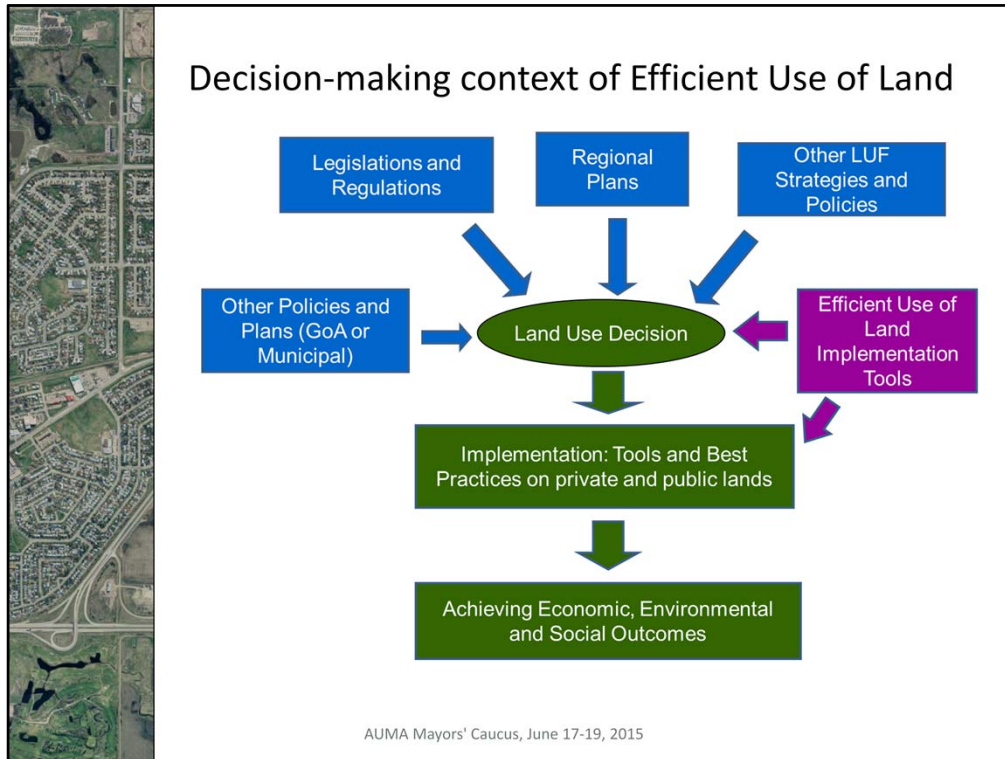 Decision-making context of Efficient Use of Land
Legislations and
Regulations
Regional
Plans
Other LUF
Strategies and
Policies
Other Policies and
Plans (GoA or
Municipal)
Land Use Decision
Efficient Use of
Land
Implementation
Tools
Implementation: Tools and Best
Practices on private and public lands
Achieving Economic, Environmental
and Social Outcomes
AUMA Mayors' Caucus, June 17-19, 2015